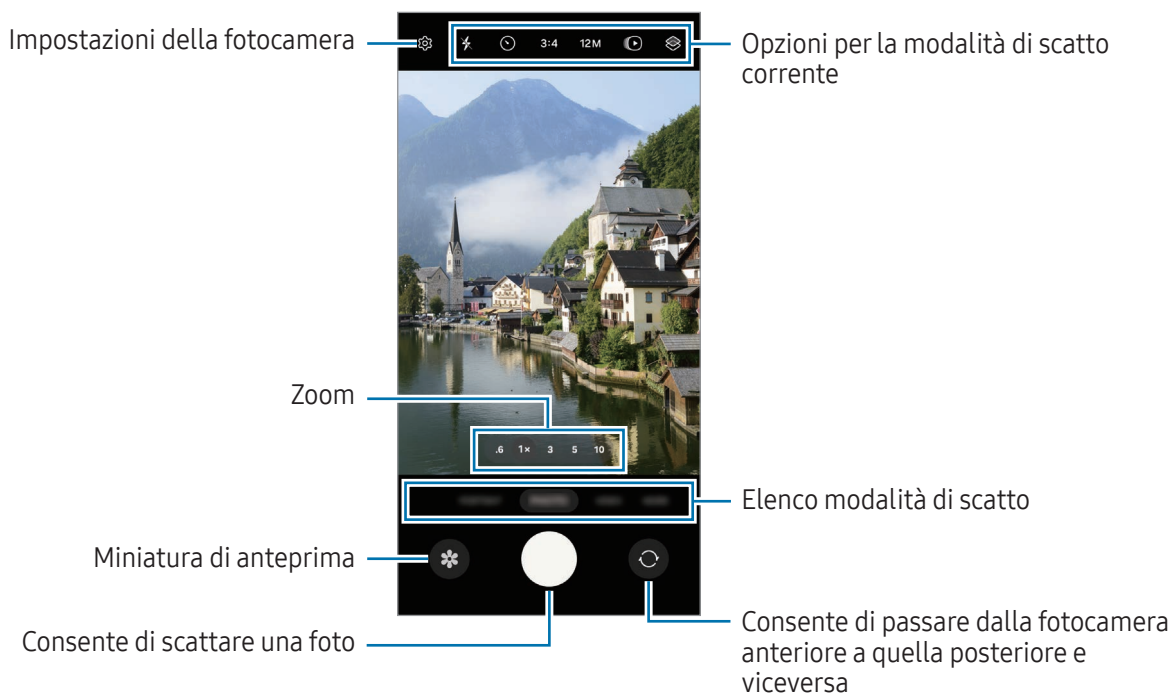 Impostazioni della fotocamera
3:4
12M
Opzioni per la modalità di scatto
corrente
Zoom
.6 1× 3 5 10
Elenco modalità di scatto
Miniatura di anteprima
Consente di scattare una foto
Consente di passare dalla fotocamera
anteriore a quella posteriore e
viceversa